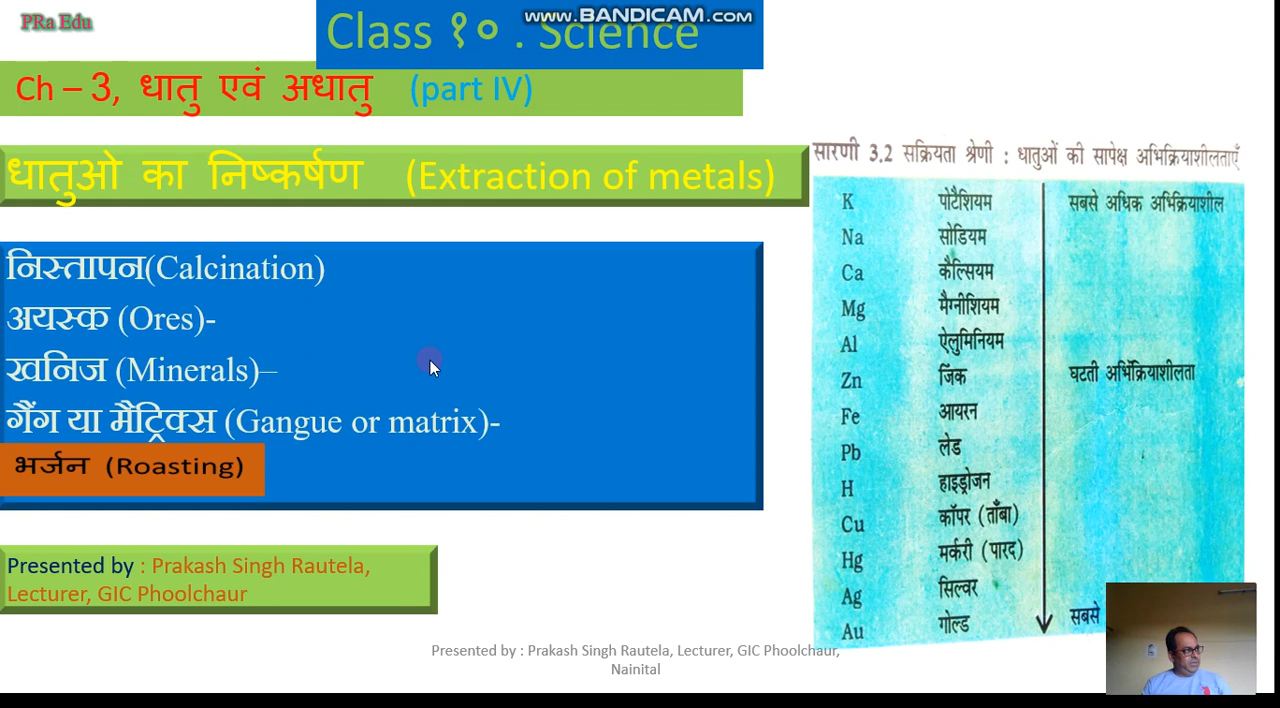 PRa Edu
www.BANDICAM.com
Class १० . Science
Ch – 3, धातु एवं अधातु (part IV)
धातुओ का निष्कर्षण (Extraction of metals)
निस्तापन(Calcination)
अयस्क (Ores)-
खनिज (Minerals)–
गैंग या मैट्रिक्स (Gangue or matrix)-
भर्जन (Roasting)
Presented by : Prakash Singh Rautela,
Lecturer, GIC Phoolchaur
सारणी 3.2 सक्रियता श्रेणी : धातुओं की सापेक्ष अभिक्रियाशीलताएँ
K पोटैशियम सबसे अधिक अभिक्रियाशील
Na सोडियम
Ca कैल्सियम
Mg मैग्नीशियम
Al ऐलुमिनियम
Zn जिंक घटती अभिक्रियाशीलता
Fe आयरन
Pb लेड
H हाइड्रोजन
Cu कॉपर (ताँबा)
Hg मर्करी (पारद)
Ag सिल्वर
Au गोल्ड सबसे
Presented by : Prakash Singh Rautela, Lecturer, GIC Phoolchaur,
Nainital